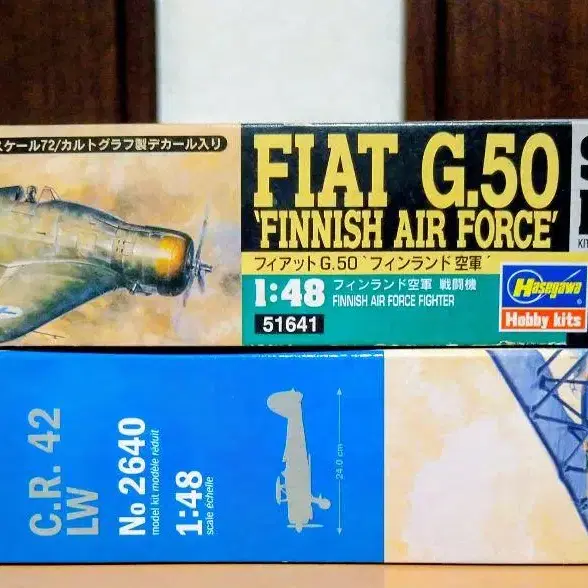 スケール72/カルトグラフ製デカール入り
FIAT G.50
'FINNISH AIR FORCE'
フィアット G.50 `フィンランド 空軍´
1:48
フィンランド空軍 戦闘機
FINNISH AIR FORCE FIGHTER
51641
Hasegawa
Hobby kits
KIT
C.R. 42
LW
No 2640
model kit modèle réduit
1:48
scale échelle
24.0 cm